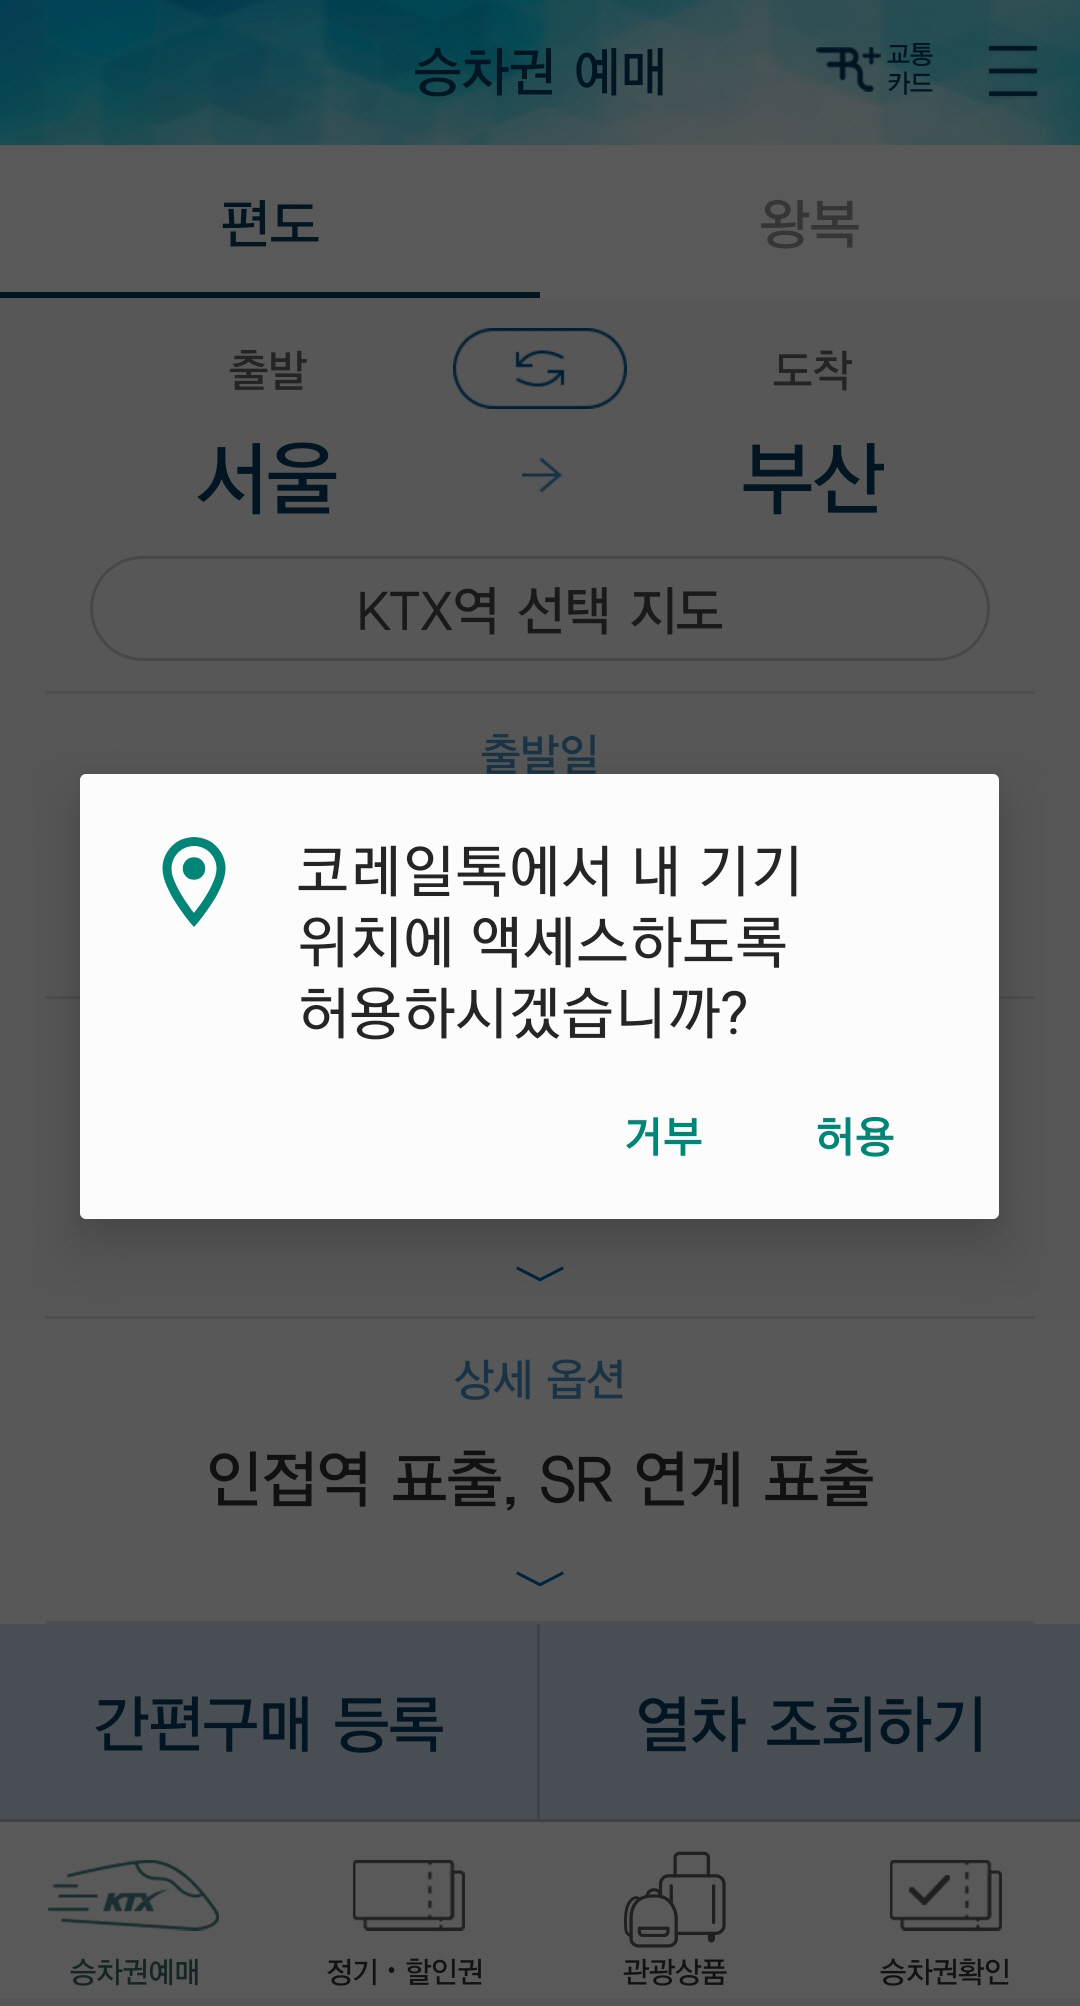 승차권 예매
R+ 교통
카드
편도
왕복
출발
도착
서울
부산
KTX역 선택 지도
출발일
코레일톡에서 내 기기
위치에 액세스하도록
허용하시겠습니까?
거부
허용
상세 옵션
인접역 표출, SR 연계 표출
간편구매 등록
열차 조회하기
KTX
승차권예매
정기 • 할인권
관광상품
승차권확인